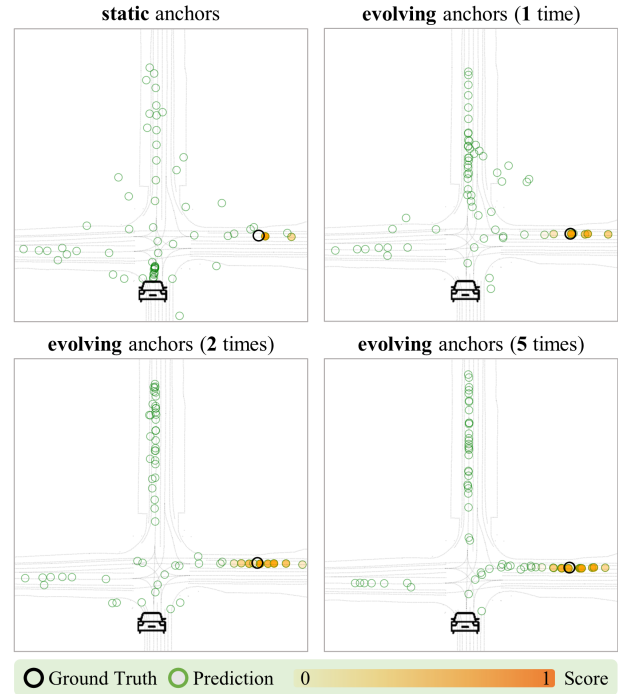 static anchors
evolving anchors (1 time)
evolving anchors (2 times)
evolving anchors (5 times)
Ground Truth Prediction 0 1 Score